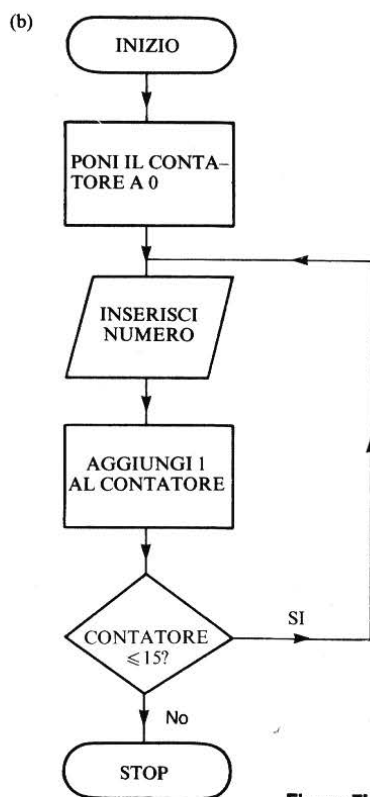 (b)
INIZIO
PONI IL CONTA-
TORE A 0
INSERISCI
NUMERO
AGGIUNGI 1
AL CONTATORE
CONTATORE
⩽15?
SI
No
STOP